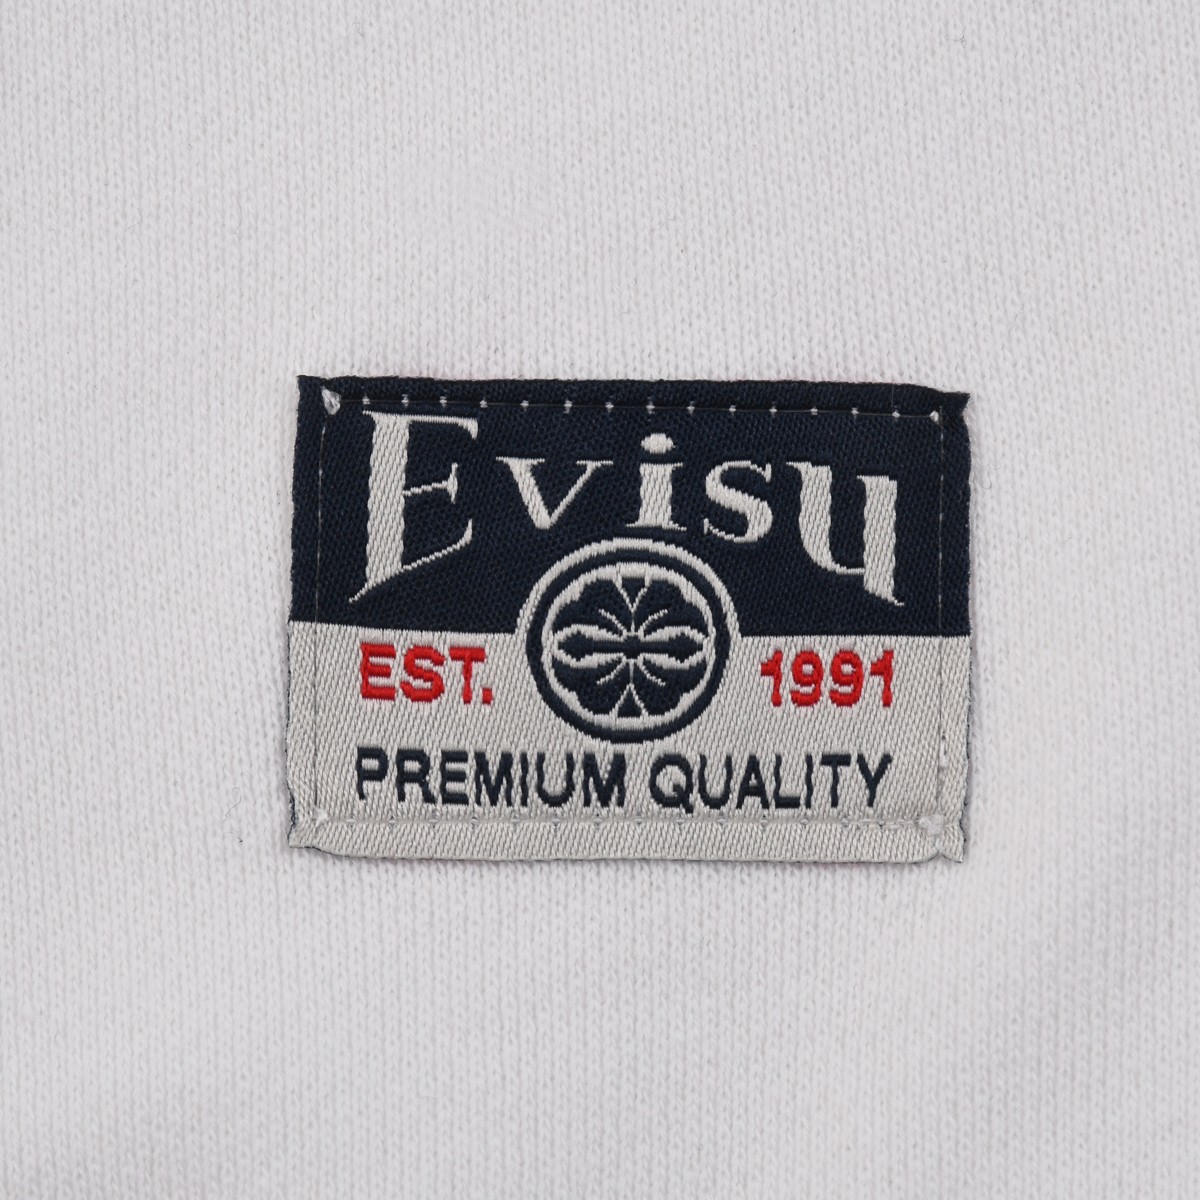 Evisu
EST. 1991
PREMIUM QUALITY